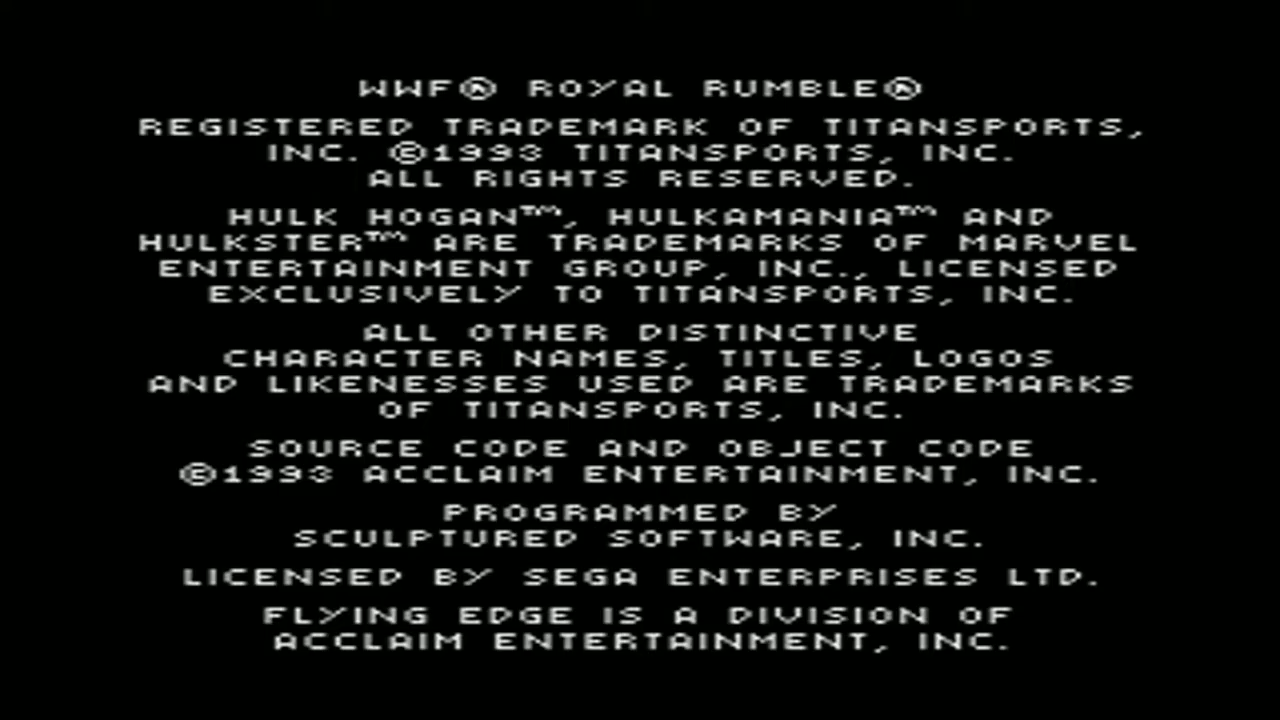 WWF® ROYAL RUMBLE®
REGISTERED TRADEMARK OF TITANSPORTS,
INC. ©1993 TITANSPORTS, INC.
ALL RIGHTS RESERVED.
HULK HOGAN™, HULKAMANIA™ AND
HULKSTER™ ARE TRADEMARKS OF MARVEL
ENTERTAINMENT GROUP, INC., LICENSED
EXCLUSIVELY TO TITANSPORTS, INC.
ALL OTHER DISTINCTIVE
CHARACTER NAMES, TITLES, LOGOS
AND LIKENESSES USED ARE TRADEMARKS
OF TITANSPORTS, INC.
SOURCE CODE AND OBJECT CODE
©1993 ACCLAIM ENTERTAINMENT, INC.
PROGRAMMED BY
SCULPTURED SOFTWARE, INC.
LICENSED BY SEGA ENTERPRISES LTD.
FLYING EDGE IS A DIVISION OF
ACCLAIM ENTERTAINMENT, INC.